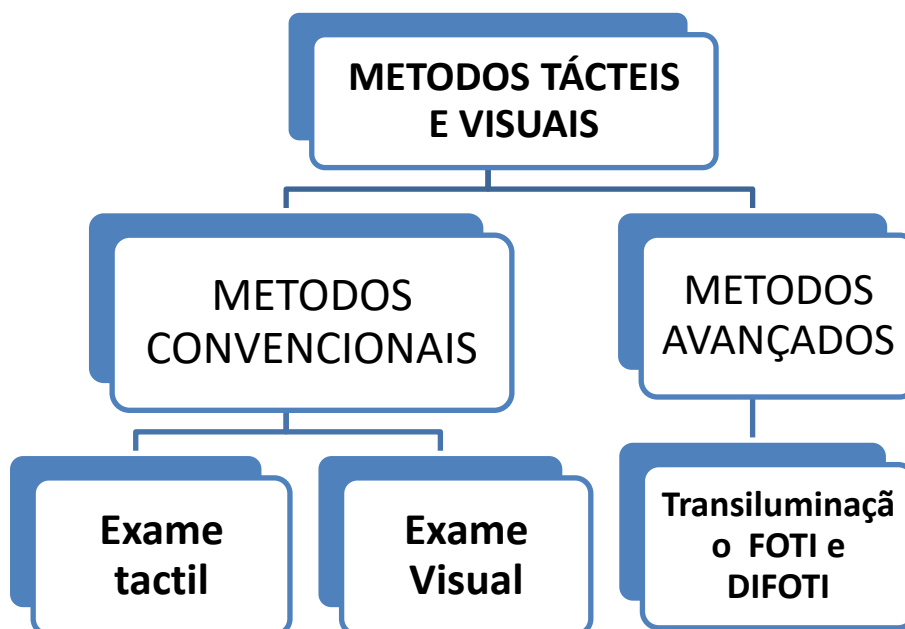 METODOS TÁCTEIS
E VISUAIS
METODOS
CONVENCIONAIS
METODOS
AVANÇADOS
Exame
tactil
Exame
Visual
Transiluminaçã
o FOTI e
DIFOTI